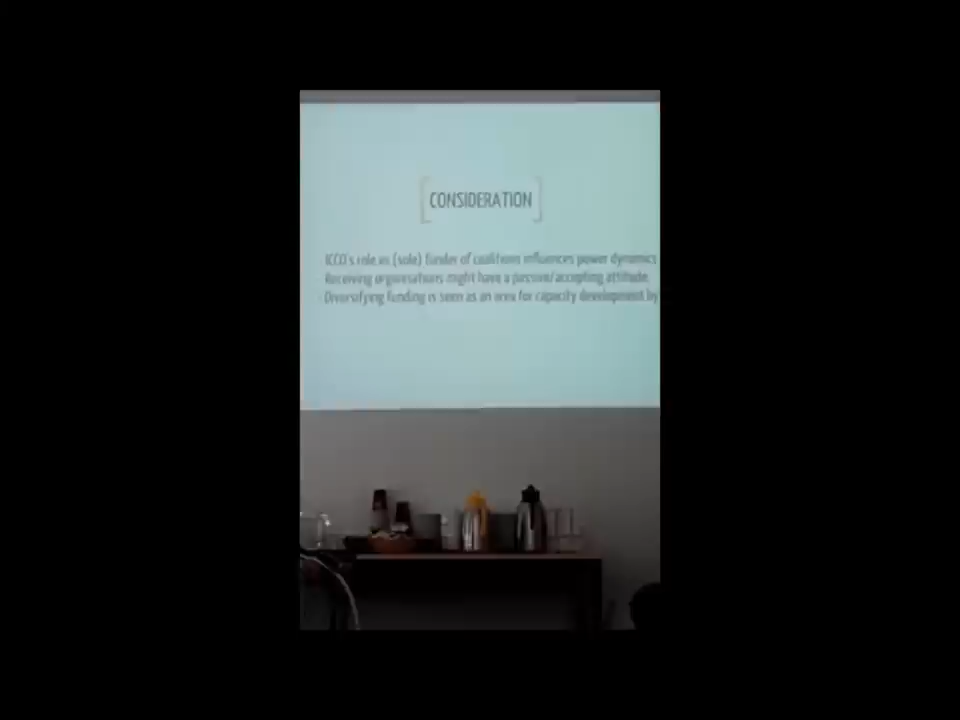 CONSIDERATION
ICCO's role as (sole) funder of coalitions influences power dynamics
Receiving organisations might have a passive/accepting attitude
Diversifying funding is seen as an area for capacity development by